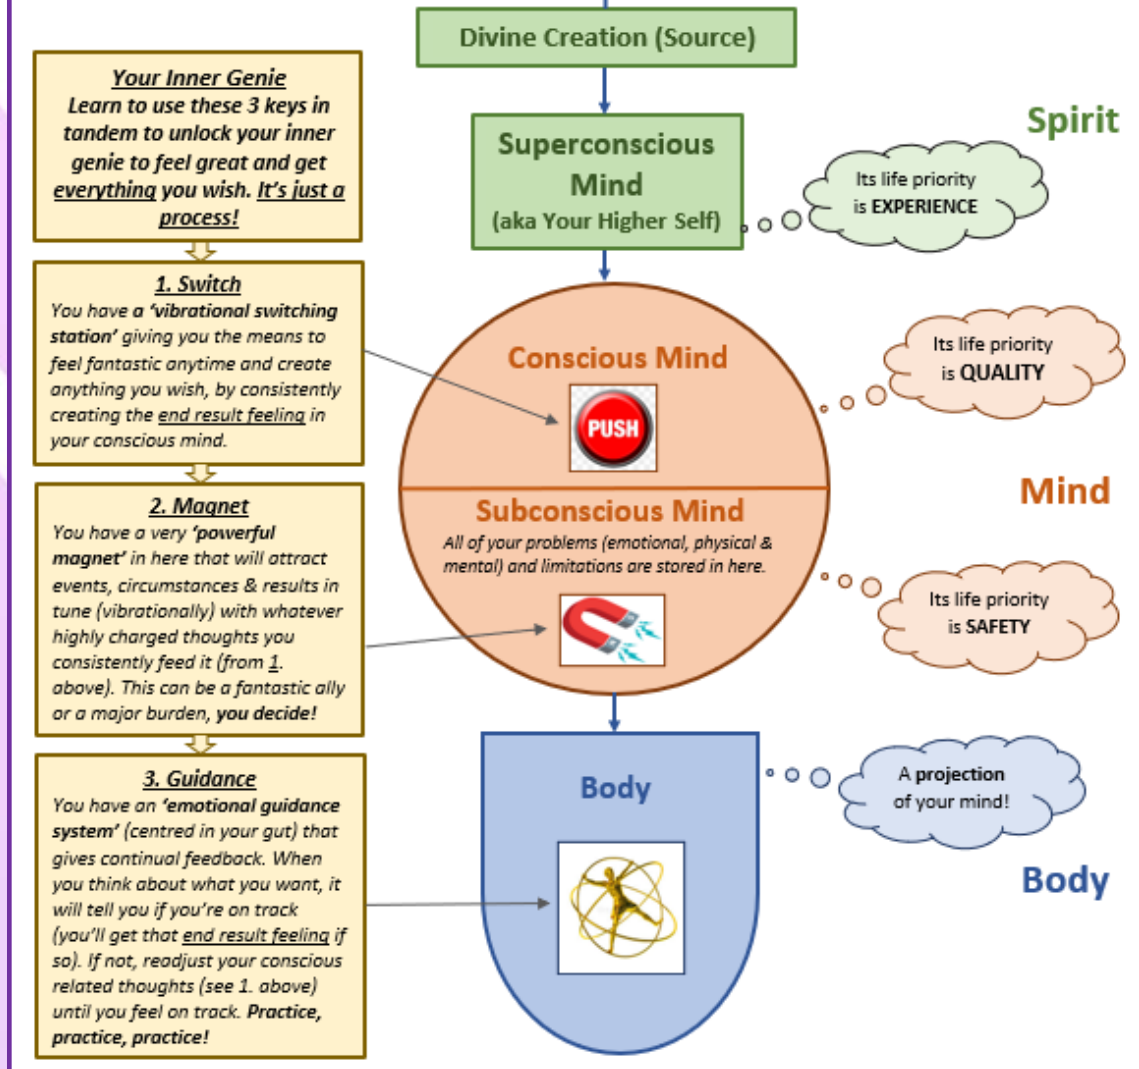 Divine Creation (Source)
Your Inner Genie
Learn to use these 3 keys in
tandem to unlock your inner
genie to feel great and get
everything you wish. It's just a
process!
Superconscious
Mind
(aka Your Higher Self)
Spirit
Its life priority
is EXPERIENCE
1. Switch
You have a 'vibrational switching
station' giving you the means to
feel fantastic anytime and create
anything you wish, by consistently
creating the end result feeling in
your conscious mind.
Conscious Mind
PUSH
Its life priority
is QUALITY
Mind
2. Magnet
You have a very 'powerful
magnet' in here that will attract
events, circumstances & results in
tune (vibrationally) with whatever
highly charged thoughts you
consistently feed it (from 1.
above). This can be a fantastic ally
or a major burden, you decide!
Subconscious Mind
All of your problems (emotional, physical &
mental) and limitations are stored in here.
Its life priority
is SAFETY
3. Guidance
You have an 'emotional guidance
system' (centred in your gut) that
gives continual feedback. When
you think about what you want, it
will tell you if you're on track
(you'll get that end result feeling if
so). If not, readjust your conscious
related thoughts (see 1. above)
until you feel on track. Practice,
practice, practice!
Body
A projection
of your mind!
Body